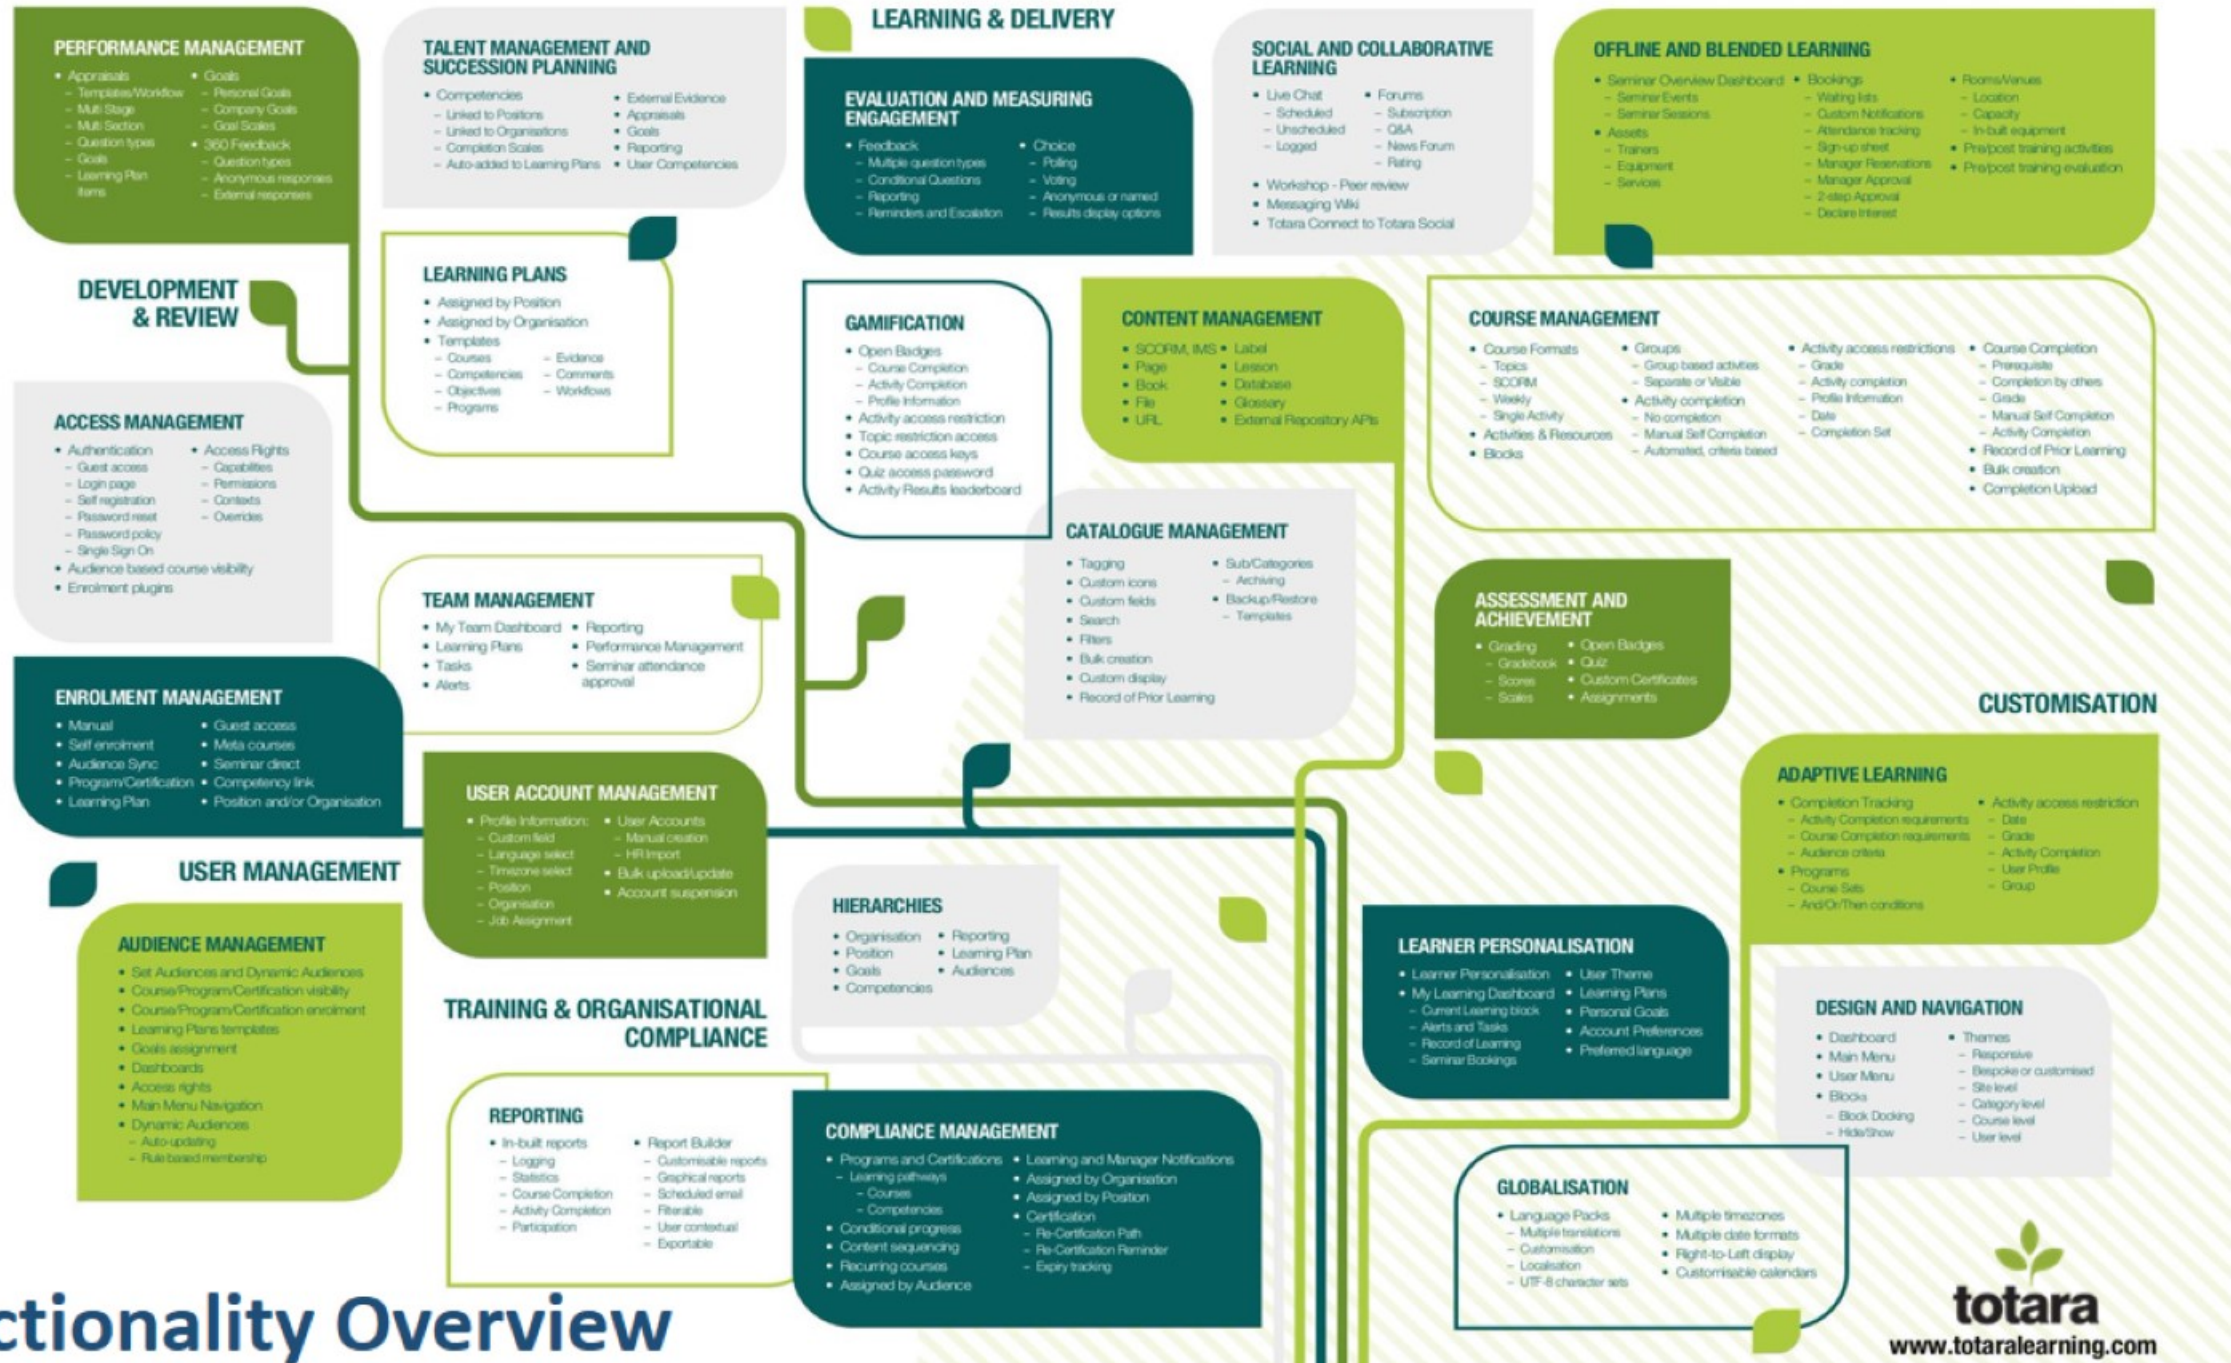 PERFORMANCE MANAGEMENT
• Appraisals
– Templates/Workflow
– Multi Stage
– Multi Section
– Question types
– Goals
– Learning Plan
items
• Goals
– Personal Goals
– Company Goals
– Goal Scales
• 360 Feedback
– Question types
– Anonymous responses
– External responses
TALENT MANAGEMENT AND
SUCCESSION PLANNING
• Competencies
– Linked to Positions
– Linked to Organisations
– Completion Scales
– Auto-added to Learning Plans
• External Evidence
• Appraisals
• Goals
• Reporting
• User Competencies
LEARNING & DELIVERY
EVALUATION AND MEASURING
ENGAGEMENT
• Feedback
– Multiple question types
– Conditional Questions
– Reporting
– Reminders and Escalation
• Choice
– Polling
– Voting
– Anonymous or named
– Results display options
SOCIAL AND COLLABORATIVE
LEARNING
• Live Chat
– Scheduled
– Unscheduled
– Logged
• Forums
– Subscription
– Q&A
– News Forum
– Rating
• Workshop - Peer review
• Messaging Wiki
• Totara Connect to Totara Social
OFFLINE AND BLENDED LEARNING
• Seminar Overview Dashboard
– Seminar Events
– Seminar Sessions
• Assets
– Trainers
– Equipment
– Services
• Bookings
– Waiting lists
– Custom Notifications
– Attendance tracking
– Sign-up sheet
– Manager Reservations
– Manager Approval
– 2-step Approval
– Declare Interest
• Rooms/Venues
– Location
– Capacity
– In-built equipment
• Pre/post training activities
• Pre/post training evaluation
DEVELOPMENT
& REVIEW
LEARNING PLANS
• Assigned by Position
• Assigned by Organisation
• Templates
– Courses
– Competencies
– Objectives
– Programs
– Evidence
– Comments
– Workflows
GAMIFICATION
• Open Badges
– Course Completion
– Activity Completion
– Profile Information
• Activity access restriction
• Topic restriction access
• Course access keys
• Quiz access password
• Activity Results leaderboard
CONTENT MANAGEMENT
• SCORM, IMS
• Page
• Book
• File
• URL
• Label
• Lesson
• Database
• Glossary
• External Repository APIs
COURSE MANAGEMENT
• Course Formats
– Topics
– SCORM
– Weekly
– Single Activity
• Activities & Resources
• Blocks
• Groups
– Group based activities
– Separate or Visible
• Activity completion
– No completion
– Manual Self Completion
– Automated, criteria based
• Activity access restrictions
– Grade
– Activity completion
– Profile Information
– Date
– Completion Set
• Course Completion
– Prerequisite
– Completion by others
– Grade
– Manual Self Completion
– Activity Completion
• Record of Prior Learning
• Bulk creation
• Completion Upload
ACCESS MANAGEMENT
• Authentication
– Guest access
– Login page
– Self registration
– Password reset
– Password policy
– Single Sign On
• Audience based course visibility
• Enrolment plugins
• Access Rights
– Capabilities
– Permissions
– Contexts
– Overrides
CATALOGUE MANAGEMENT
• Tagging
• Custom icons
• Custom fields
• Search
• Filters
• Bulk creation
• Custom display
• Record of Prior Learning
• Sub/Categories
– Archiving
• Backup/Restore
– Templates
TEAM MANAGEMENT
• My Team Dashboard
• Learning Plans
• Tasks
• Alerts
• Reporting
• Performance Management
• Seminar attendance
approval
ASSESSMENT AND
ACHIEVEMENT
• Grading
– Gradebook
– Scores
– Scales
• Open Badges
• Quiz
• Custom Certificates
• Assignments
ENROLMENT MANAGEMENT
• Manual
• Self enrolment
• Audience Sync
• Program/Certification
• Learning Plan
• Guest access
• Meta courses
• Seminar direct
• Competency link
• Position and/or Organisation
CUSTOMISATION
USER ACCOUNT MANAGEMENT
• Profile Information:
– Custom field
– Language select
– Timezone select
– Position
– Organisation
– Job Assignment
• User Accounts
– Manual creation
– HR Import
• Bulk upload/update
• Account suspension
ADAPTIVE LEARNING
• Completion Tracking
– Activity Completion requirements
– Course Completion requirements
– Audience criteria
• Programs
– Course Sets
– And/Or/Then conditions
• Activity access restriction
– Date
– Grade
– Activity Completion
– User Profile
– Group
USER MANAGEMENT
AUDIENCE MANAGEMENT
• Set Audiences and Dynamic Audiences
• Course/Program/Certification visibility
• Course/Program/Certification enrolment
• Learning Plans templates
• Goals assignment
• Dashboards
• Access rights
• Main Menu Navigation
• Dynamic Audiences
– Auto-updating
– Rule based membership
HIERARCHIES
• Organisation
• Position
• Goals
• Competencies
• Reporting
• Learning Plan
• Audiences
LEARNER PERSONALISATION
• Learner Personalisation
• My Learning Dashboard
– Current Learning block
– Alerts and Tasks
– Record of Learning
– Seminar Bookings
• User Theme
• Learning Plans
• Personal Goals
• Account Preferences
• Preferred language
TRAINING & ORGANISATIONAL
COMPLIANCE
DESIGN AND NAVIGATION
• Dashboard
• Main Menu
• User Menu
• Blocks
– Block Docking
– Hide/Show
• Themes
– Responsive
– Bespoke or customised
– Site level
– Category level
– Course level
– User level
REPORTING
• In-built reports
– Logging
– Statistics
– Course Completion
– Activity Completion
– Participation
• Report Builder
– Customisable reports
– Graphical reports
– Scheduled email
– Filterable
– User contextual
– Exportable
COMPLIANCE MANAGEMENT
• Programs and Certifications
– Learning pathways
– Courses
– Competencies
• Conditional progress
• Content sequencing
• Recurring courses
• Assigned by Audience
• Learning and Manager Notifications
• Assigned by Organisation
• Assigned by Position
• Certification
– Re-Certification Path
– Re-Certification Reminder
– Expiry tracking
GLOBALISATION
• Language Packs
– Multiple translations
– Customisation
– Localisation
– UTF-8 character sets
• Multiple timezones
• Multiple date formats
• Right-to-Left display
• Customisable calendars
ctionality Overview
totara
www.totaralearning.com